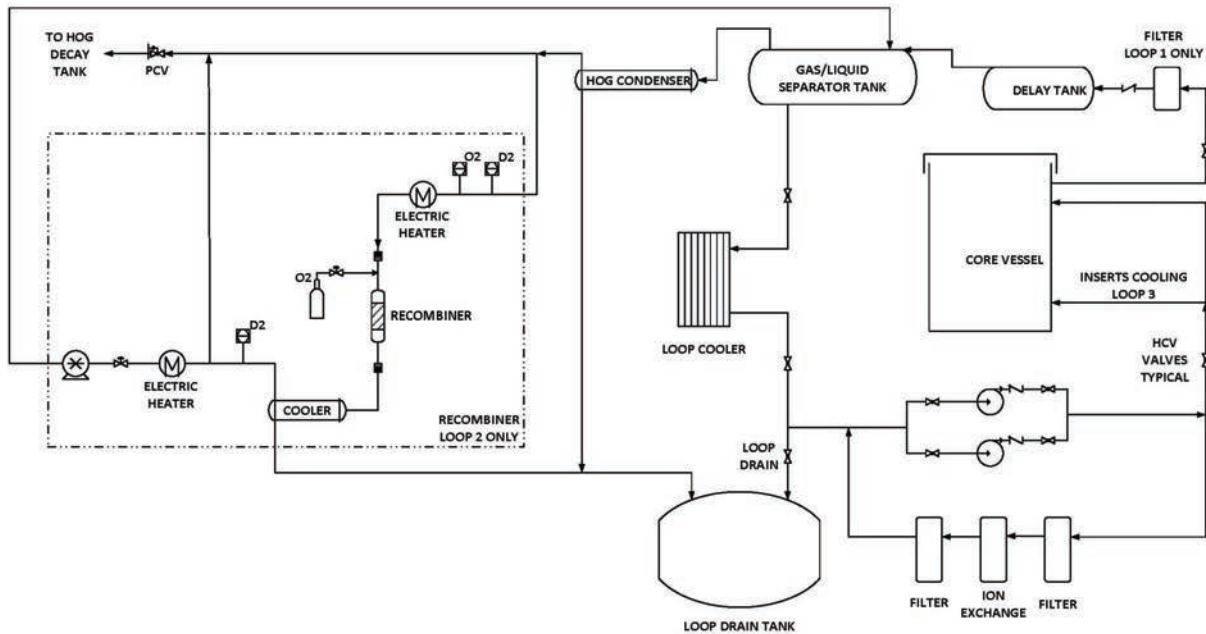 TO HOG
DECAY
TANK
PCV
HOG CONDENSER
GAS/LIQUID
SEPARATOR TANK
DELAY TANK
FILTER
LOOP 1 ONLY
O2
D2
ELECTRIC
HEATER
O2
RECOMBINER
D2
ELECTRIC
HEATER
COOLER
RECOMBINER
LOOP 2 ONLY
LOOP COOLER
CORE VESSEL
INSERTS COOLING
LOOP 3
HCV
VALVES
TYPICAL
LOOP
DRAIN
LOOP DRAIN TANK
FILTER
ION
EXCHANGE
FILTER